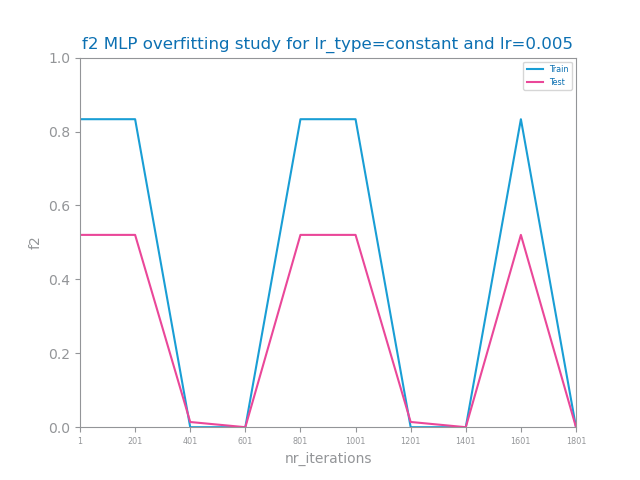 f2 MLP overfitting study for lr_type=constant and lr=0.005
Train
Test
1.0
0.8
0.6
0.4
0.2
0.0
f2
1 201 401 601 801 1001 1201 1401 1601 1801
nr_iterations